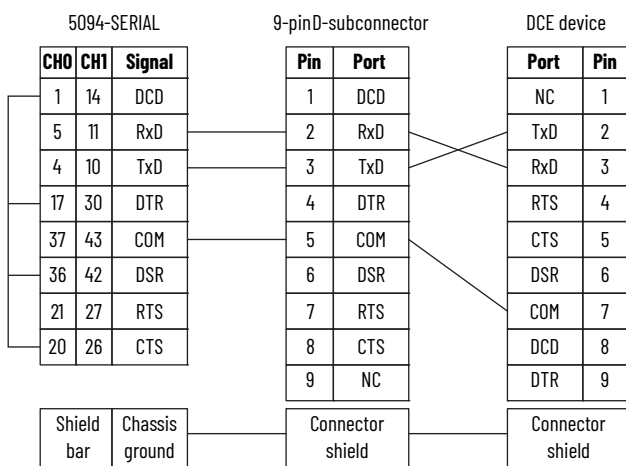 5094-SERIAL 9-pinD-subconnector DCE device
CH0 CH1 Signal Pin Port Port Pin
1 14 DCD 1 DCD NC 1
5 11 RxD 2 RxD TxD 2
4 10 TxD 3 TxD RxD 3
17 30 DTR 4 DTR RTS 4
37 43 COM 5 COM CTS 5
36 42 DSR 6 DSR DSR 6
21 27 RTS 7 RTS COM 7
20 26 CTS 8 CTS DCD 8
9 NC DTR 9
Shield Chassis Connector Connector
bar ground shield shield